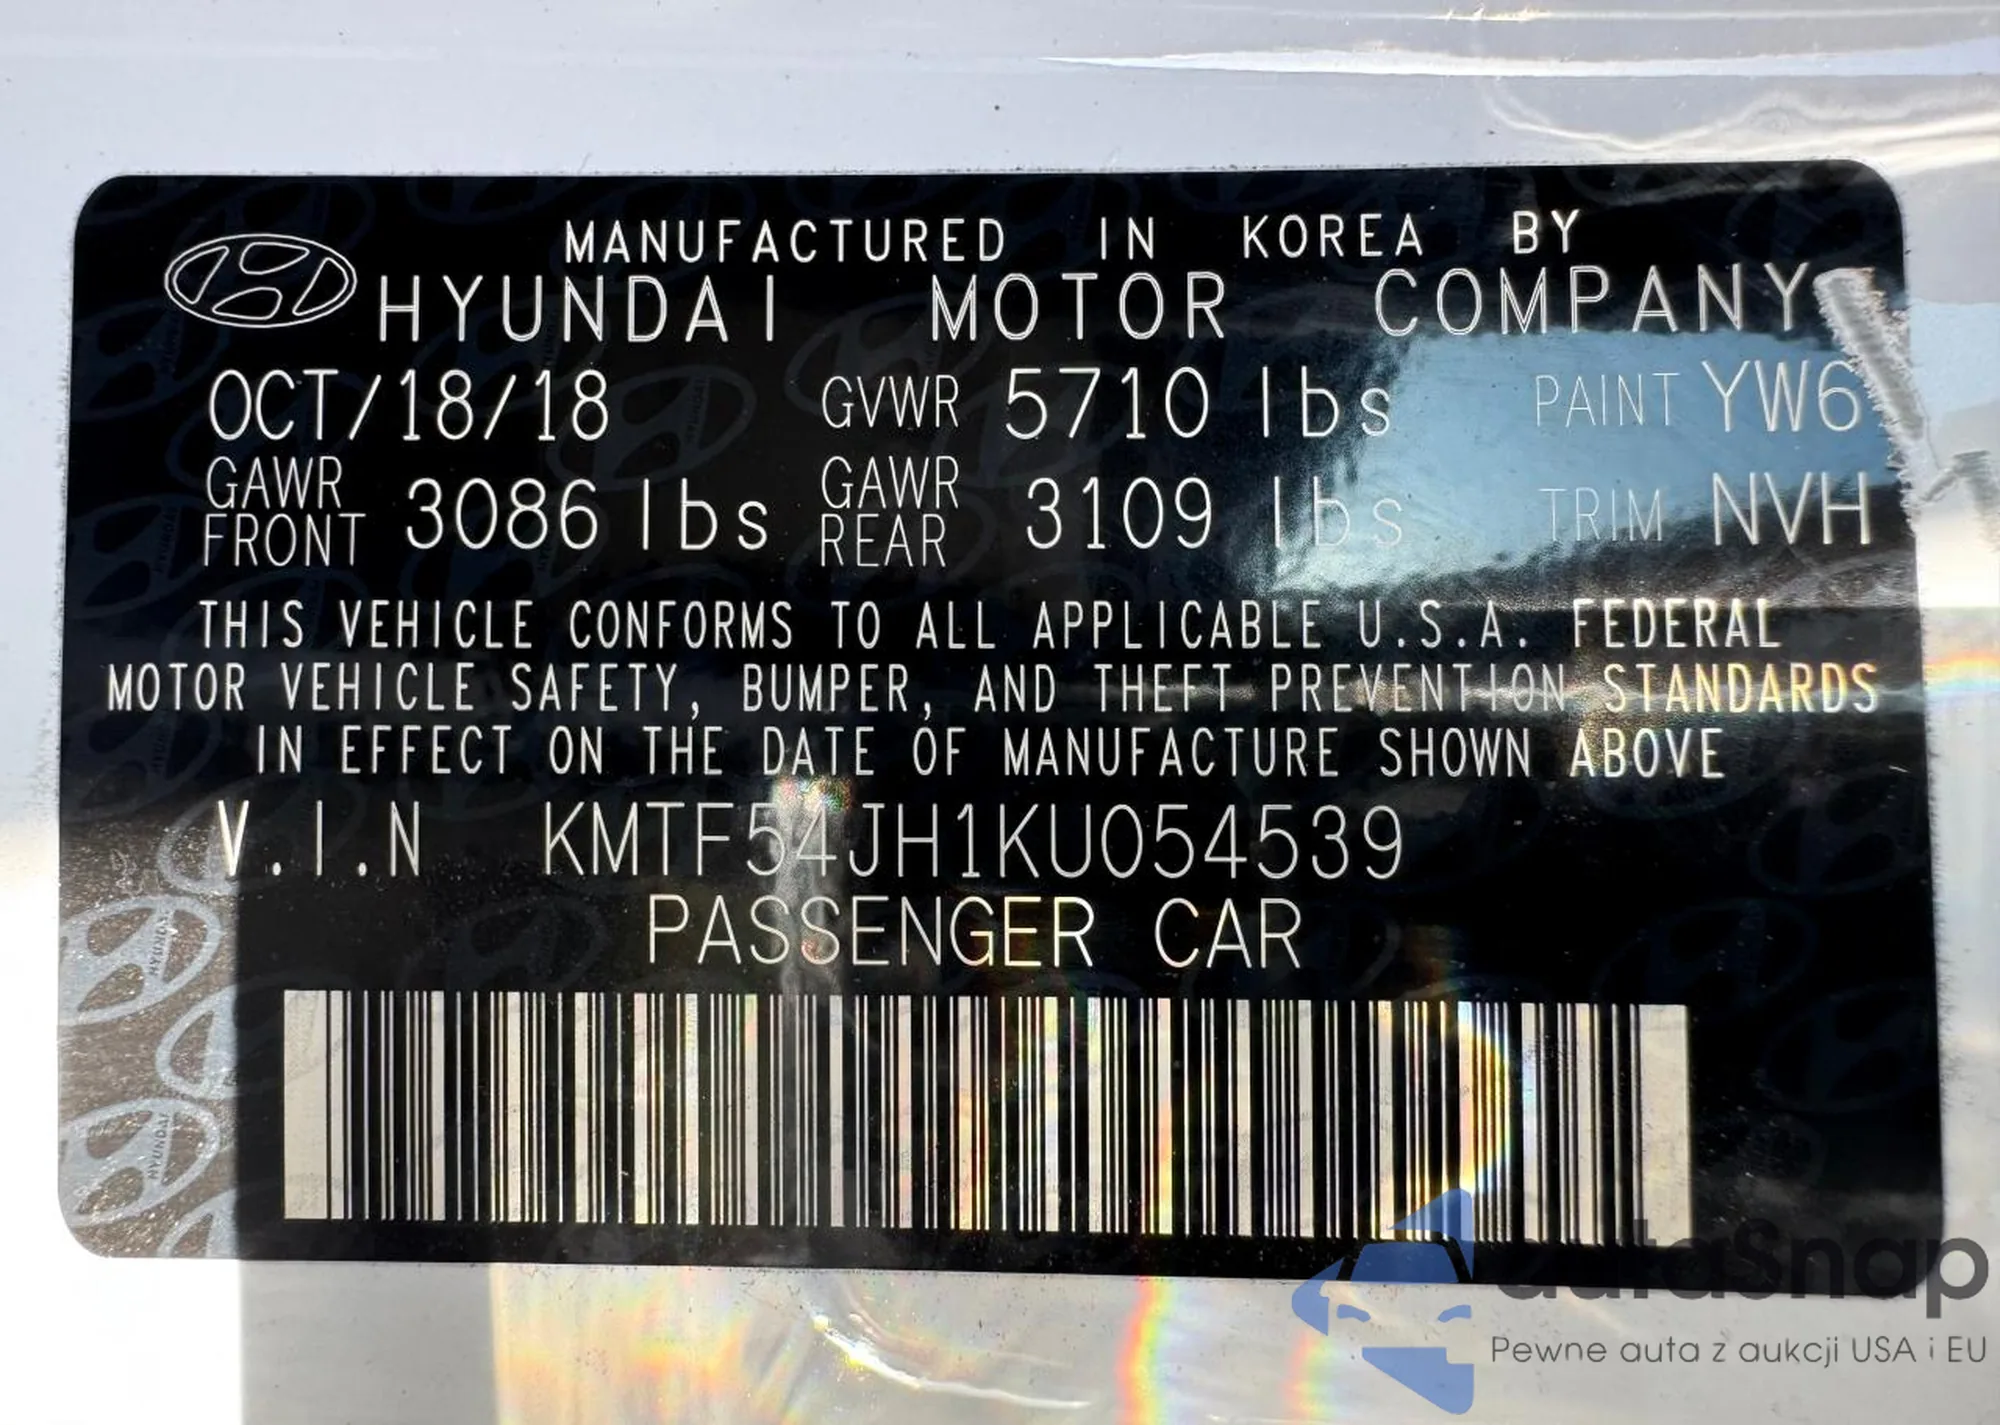 MANUFACTURED IN KOREA BY
HYUNDAI MOTOR COMPANY
OCT/18/18 GVWR 5710 lbs PAINT YW6
GAWR FRONT 3086 lbs GAWR REAR 3109 lbs TRIM NVH
THIS VEHICLE CONFORMS TO ALL APPLICABLE U.S.A. FEDERAL
MOTOR VEHICLE SAFETY, BUMPER, AND THEFT PREVENTION STANDARDS
IN EFFECT ON THE DATE OF MANUFACTURE SHOWN ABOVE
V.I.N KMTF54JH1KU054539
PASSENGER CAR
autoSnap
Pewne auta z aukcji USA i EU